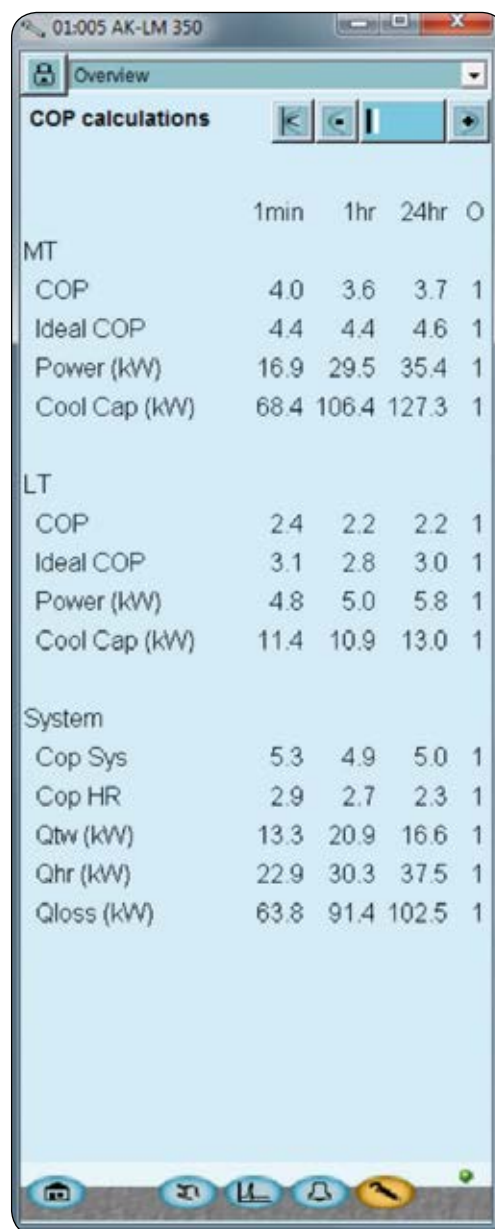 01:005 AK-LM 350
Overview
COP calculations
1min 1hr 24hr O
MT
COP 4.0 3.6 3.7 1
Ideal COP 4.4 4.4 4.6 1
Power (kW) 16.9 29.5 35.4 1
Cool Cap (kW) 68.4 106.4 127.3 1
LT
COP 2.4 2.2 2.2 1
Ideal COP 3.1 2.8 3.0 1
Power (kW) 4.8 5.0 5.8 1
Cool Cap (kW) 11.4 10.9 13.0 1
System
Cop Sys 5.3 4.9 5.0 1
Cop HR 2.9 2.7 2.3 1
Qtw (kW) 13.3 20.9 16.6 1
Qhr (kW) 22.9 30.3 37.5 1
Qloss (kW) 63.8 91.4 102.5 1